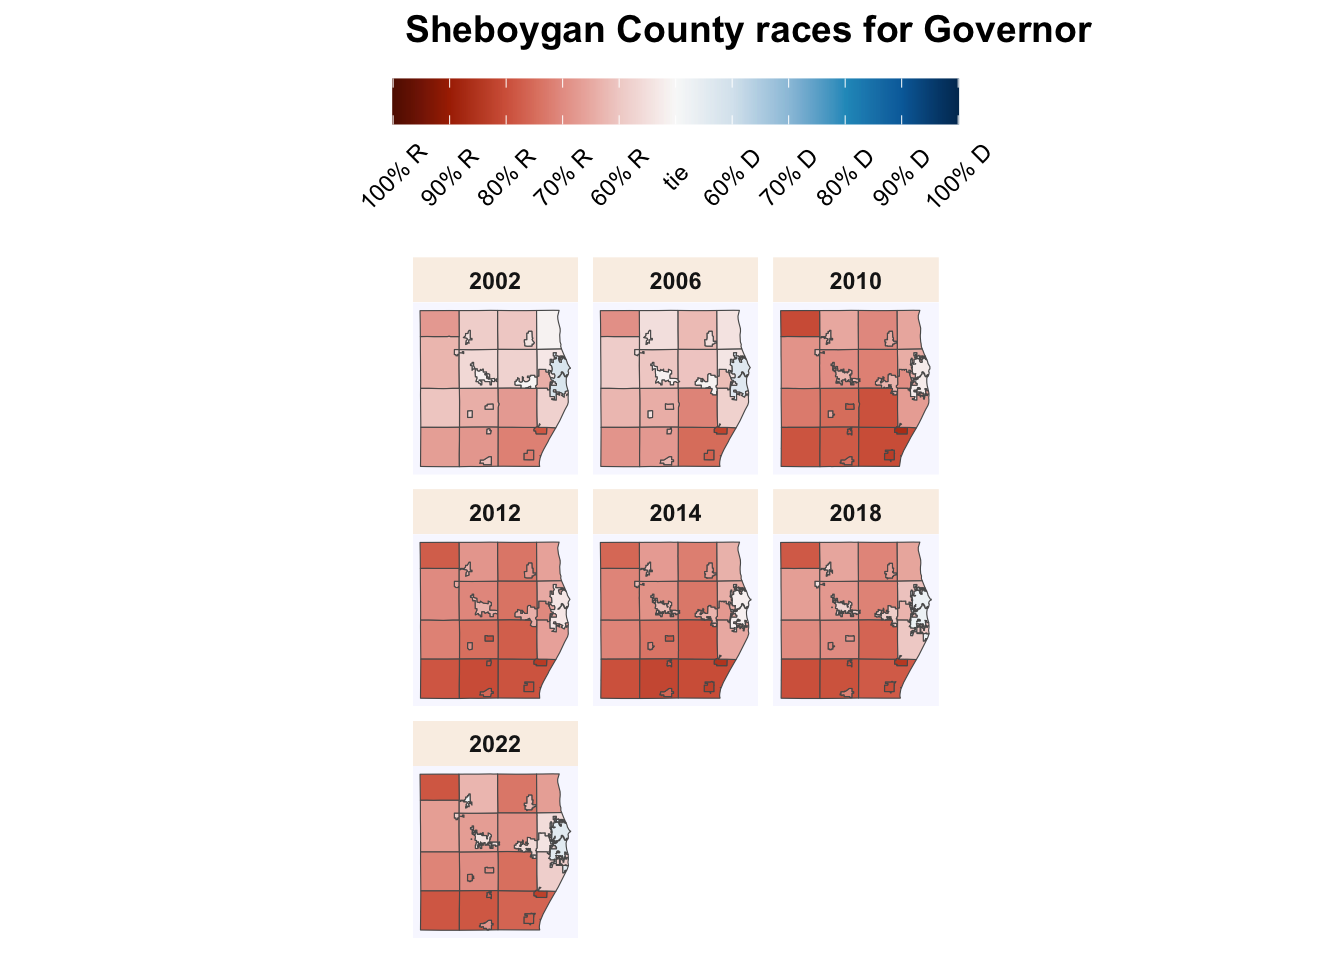 Sheboygan County races for Governor
100% R
90% R
80% R
70% R
60% R
tie
60% D
70% D
80% D
90% D
100% D
2002
2006
2010
2012
2014
2018
2022